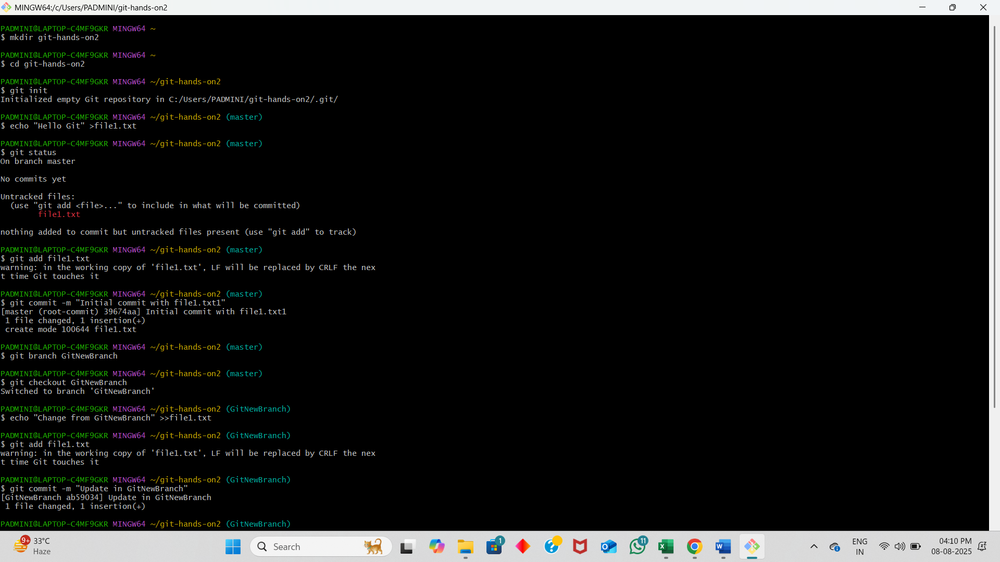 MINGW64:/c/Users/PADMINI/git-hands-on2
PADMINI@LAPTOP-C4MF9GKR MINGW64 ~
$ mkdir git-hands-on2
PADMINI@LAPTOP-C4MF9GKR MINGW64 ~
$ cd git-hands-on2
PADMINI@LAPTOP-C4MF9GKR MINGW64 ~/git-hands-on2
$ git init
Initialized empty Git repository in C:/Users/PADMINI/git-hands-on2/.git/
PADMINI@LAPTOP-C4MF9GKR MINGW64 ~/git-hands-on2 (master)
$ echo "Hello Git" >file1.txt
PADMINI@LAPTOP-C4MF9GKR MINGW64 ~/git-hands-on2 (master)
$ git status
On branch master
No commits yet
Untracked files:
  (use "git add <file>..." to include in what will be committed)
        file1.txt
nothing added to commit but untracked files present (use "git add" to track)
PADMINI@LAPTOP-C4MF9GKR MINGW64 ~/git-hands-on2 (master)
$ git add file1.txt
warning: in the working copy of 'file1.txt', LF will be replaced by CRLF the nex
t time Git touches it
PADMINI@LAPTOP-C4MF9GKR MINGW64 ~/git-hands-on2 (master)
$ git commit -m "Initial commit with file1.txt1"
[master (root-commit) 39674aa] Initial commit with file1.txt1
 1 file changed, 1 insertion(+)
 create mode 100644 file1.txt
PADMINI@LAPTOP-C4MF9GKR MINGW64 ~/git-hands-on2 (master)
$ git branch GitNewBranch
PADMINI@LAPTOP-C4MF9GKR MINGW64 ~/git-hands-on2 (master)
$ git checkout GitNewBranch
Switched to branch 'GitNewBranch'
PADMINI@LAPTOP-C4MF9GKR MINGW64 ~/git-hands-on2 (GitNewBranch)
$ echo "Change from GitNewBranch" >>file1.txt
PADMINI@LAPTOP-C4MF9GKR MINGW64 ~/git-hands-on2 (GitNewBranch)
$ git add file1.txt
warning: in the working copy of 'file1.txt', LF will be replaced by CRLF the nex
t time Git touches it
PADMINI@LAPTOP-C4MF9GKR MINGW64 ~/git-hands-on2 (GitNewBranch)
$ git commit -m "Update in GitNewBranch"
[GitNewBranch ab59034] Update in GitNewBranch
 1 file changed, 1 insertion(+)
PADMINI@LAPTOP-C4MF9GKR MINGW64 ~/git-hands-on2 (GitNewBranch)
9+ 33°C
Haze
Search
1
11
ENG
IN
04:10 PM
08-08-2025